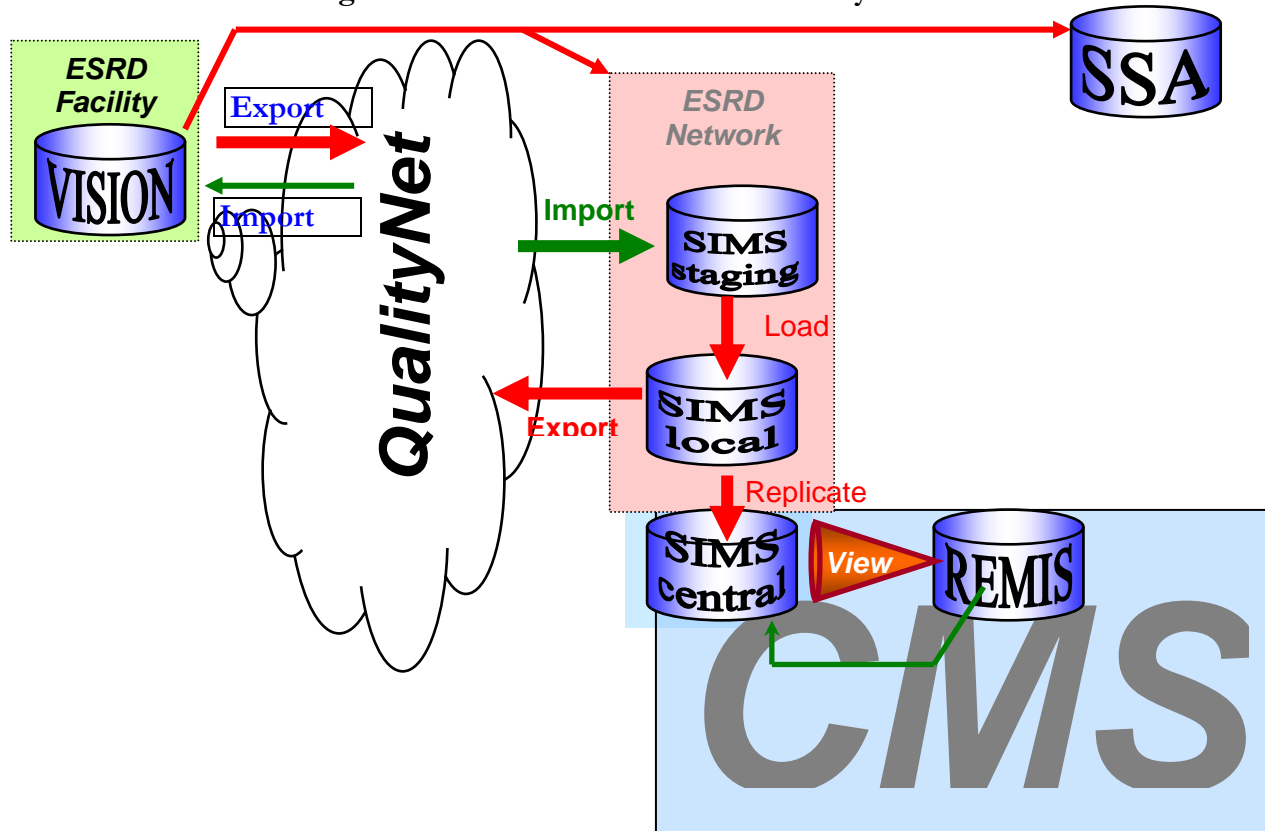 ESRD
Facility
VISION
Export
Import
QualityNet
SSA
ESRD
Network
Import
SIMS
staging
Load
SIMS
local
Export
Replicate
SIMS
central
View
REMIS
CMS